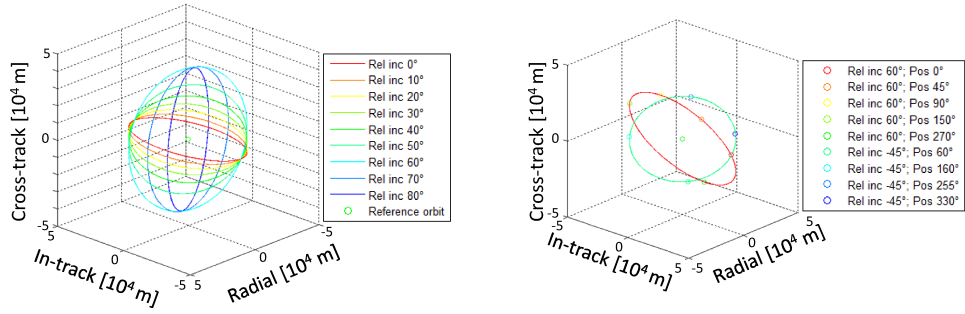 5
0
-5
Cross-track [10⁴ m]
5
0
-5
In-track [10⁴ m]
5
0
-5
Radial [10⁴ m]
Rel inc 0°
Rel inc 10°
Rel inc 20°
Rel inc 30°
Rel inc 40°
Rel inc 50°
Rel inc 60°
Rel inc 70°
Rel inc 80°
Reference orbit
5
0
-5
Cross-track [10⁴ m]
-5
0
5
In-track [10⁴ m]
-5
0
5
Radial [10⁴ m]
Rel inc 60°; Pos 0°
Rel inc 60°; Pos 45°
Rel inc 60°; Pos 90°
Rel inc 60°; Pos 150°
Rel inc 60°; Pos 270°
Rel inc -45°; Pos 60°
Rel inc -45°; Pos 160°
Rel inc -45°; Pos 255°
Rel inc -45°; Pos 330°